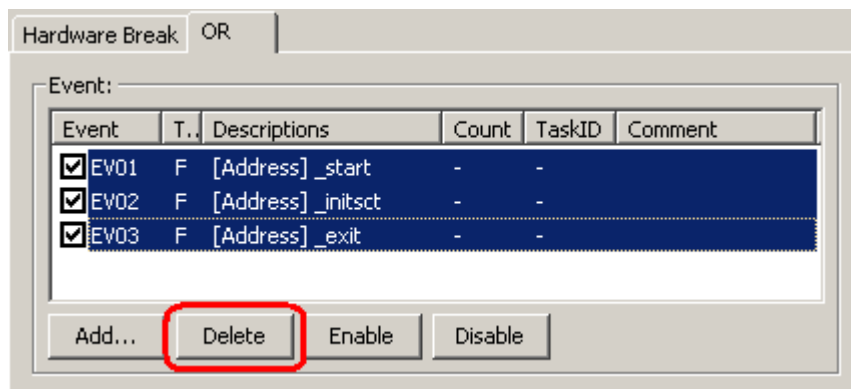 Hardware Break OR
Event:
Event T.. Descriptions Count TaskID Comment
EV01 F [Address] _start - -
EV02 F [Address] _initsct - -
EV03 F [Address] _exit - -
Add... Delete Enable Disable